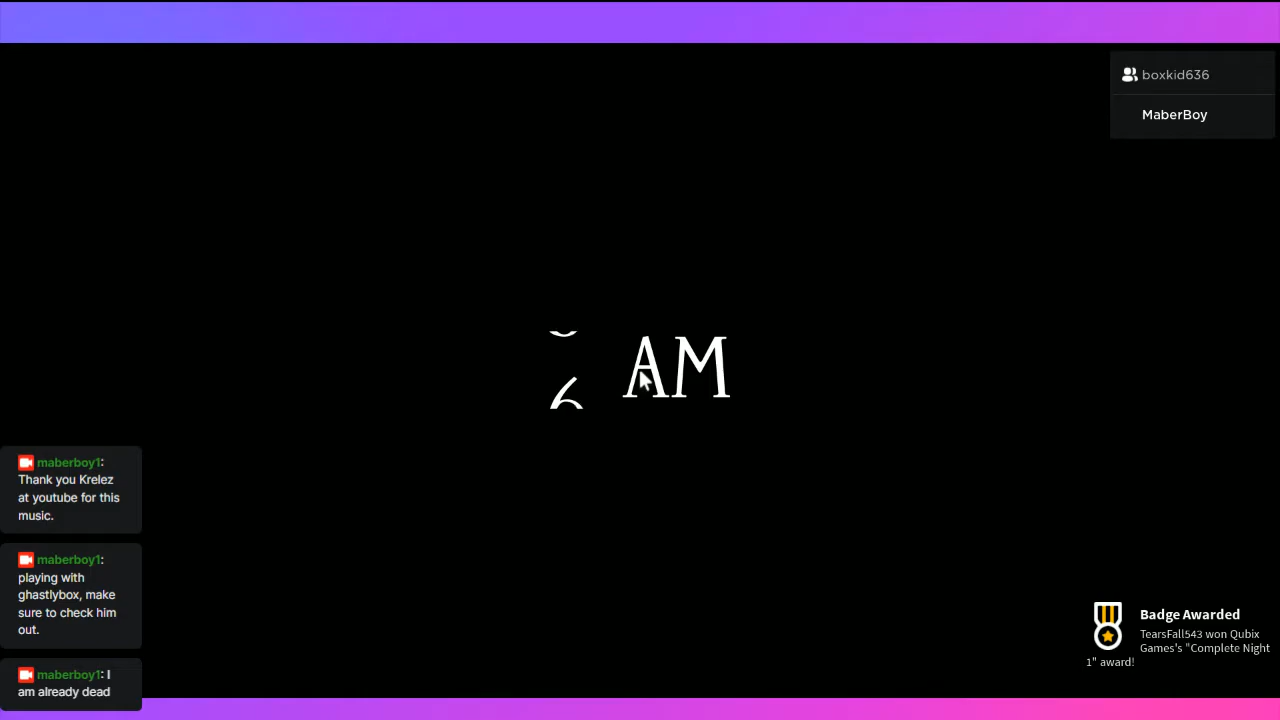 boxkid636
MaberBoy
6 AM
maberboy1:
Thank you Krelez
at youtube for this
music.
maberboy1:
playing with
ghastlybox, make
sure to check him
out.
maberboy1: I
am already dead
Badge Awarded
TearsFall543 won Qubix
Games's "Complete Night
1" award!